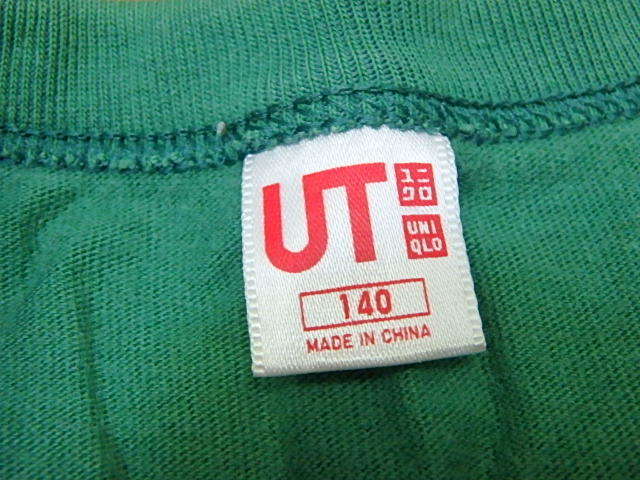 UT
ユニ
クロ
UNI
QLO
140
MADE IN CHINA